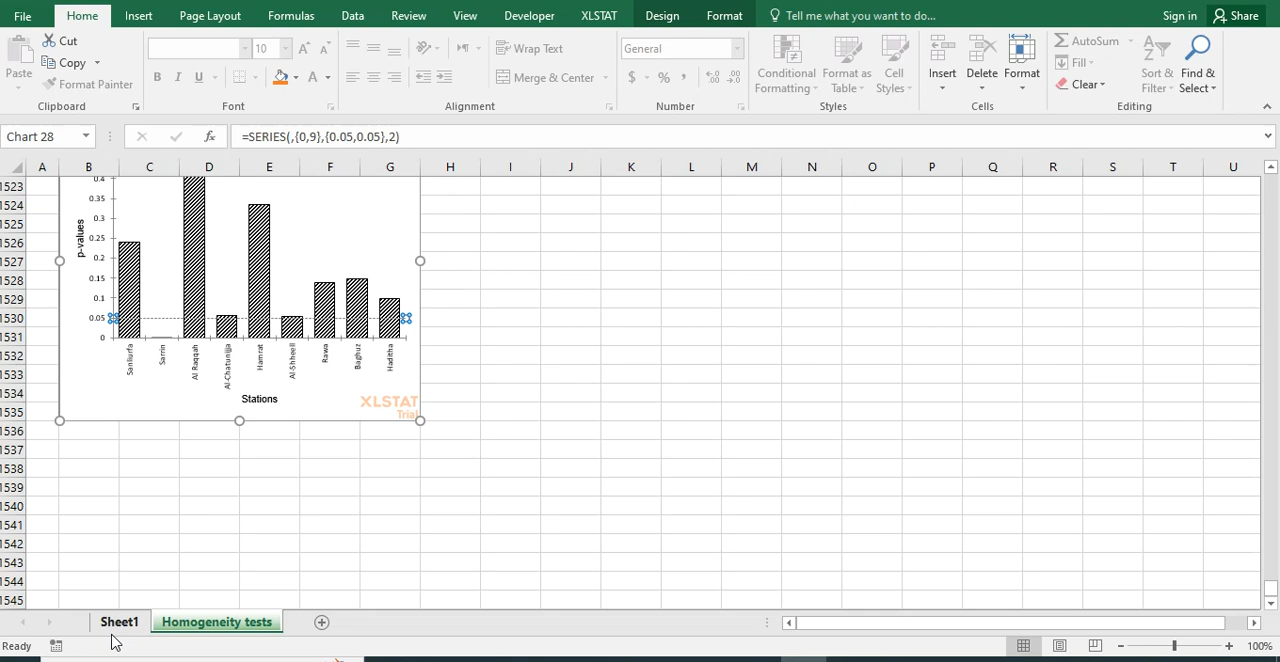 File Home Insert Page Layout Formulas Data Review View Developer XLSTAT Design Format Tell me what you want to do... Sign in Share
Paste Cut Copy Format Painter
Clipboard
10 A A
B I U A
Font
Wrap Text
Merge & Center
Alignment
General
$ % ,
Number
Conditional Formatting Format as Table Cell Styles
Styles
Insert Delete Format
Cells
AutoSum Fill Clear Sort & Filter Find & Select
Editing
Chart 28 fx =SERIES(,{0,9},{0.05,0.05},2)
A B C D E F G H I J K L M N O P Q R S T U
1523
1524
1525
1526
1527
1528
1529
1530
1531
1532
1533
1534
1535
1536
1537
1538
1539
1540
1541
1542
1543
1544
1545
p-values
0.4
0.35
0.3
0.25
0.2
0.15
0.1
0.05
0
Sanliurfa Sarrin Al Raqqah Al-Chatunijja Hamrat Al-Shheell Rawa Baghuz Haditha
Stations
XLSTAT
Trial
Sheet1 Homogeneity tests
Ready 100%